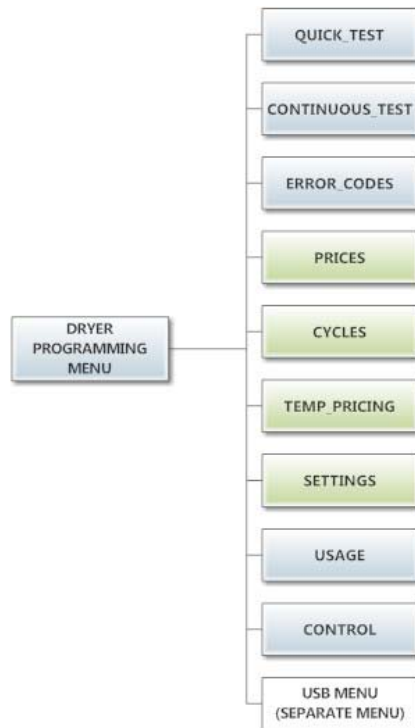 QUICK_TEST
CONTINUOUS_TEST
ERROR_CODES
PRICES
DRYER
PROGRAMMING
MENU
CYCLES
TEMP_PRICING
SETTINGS
USAGE
CONTROL
USB MENU
(SEPARATE MENU)